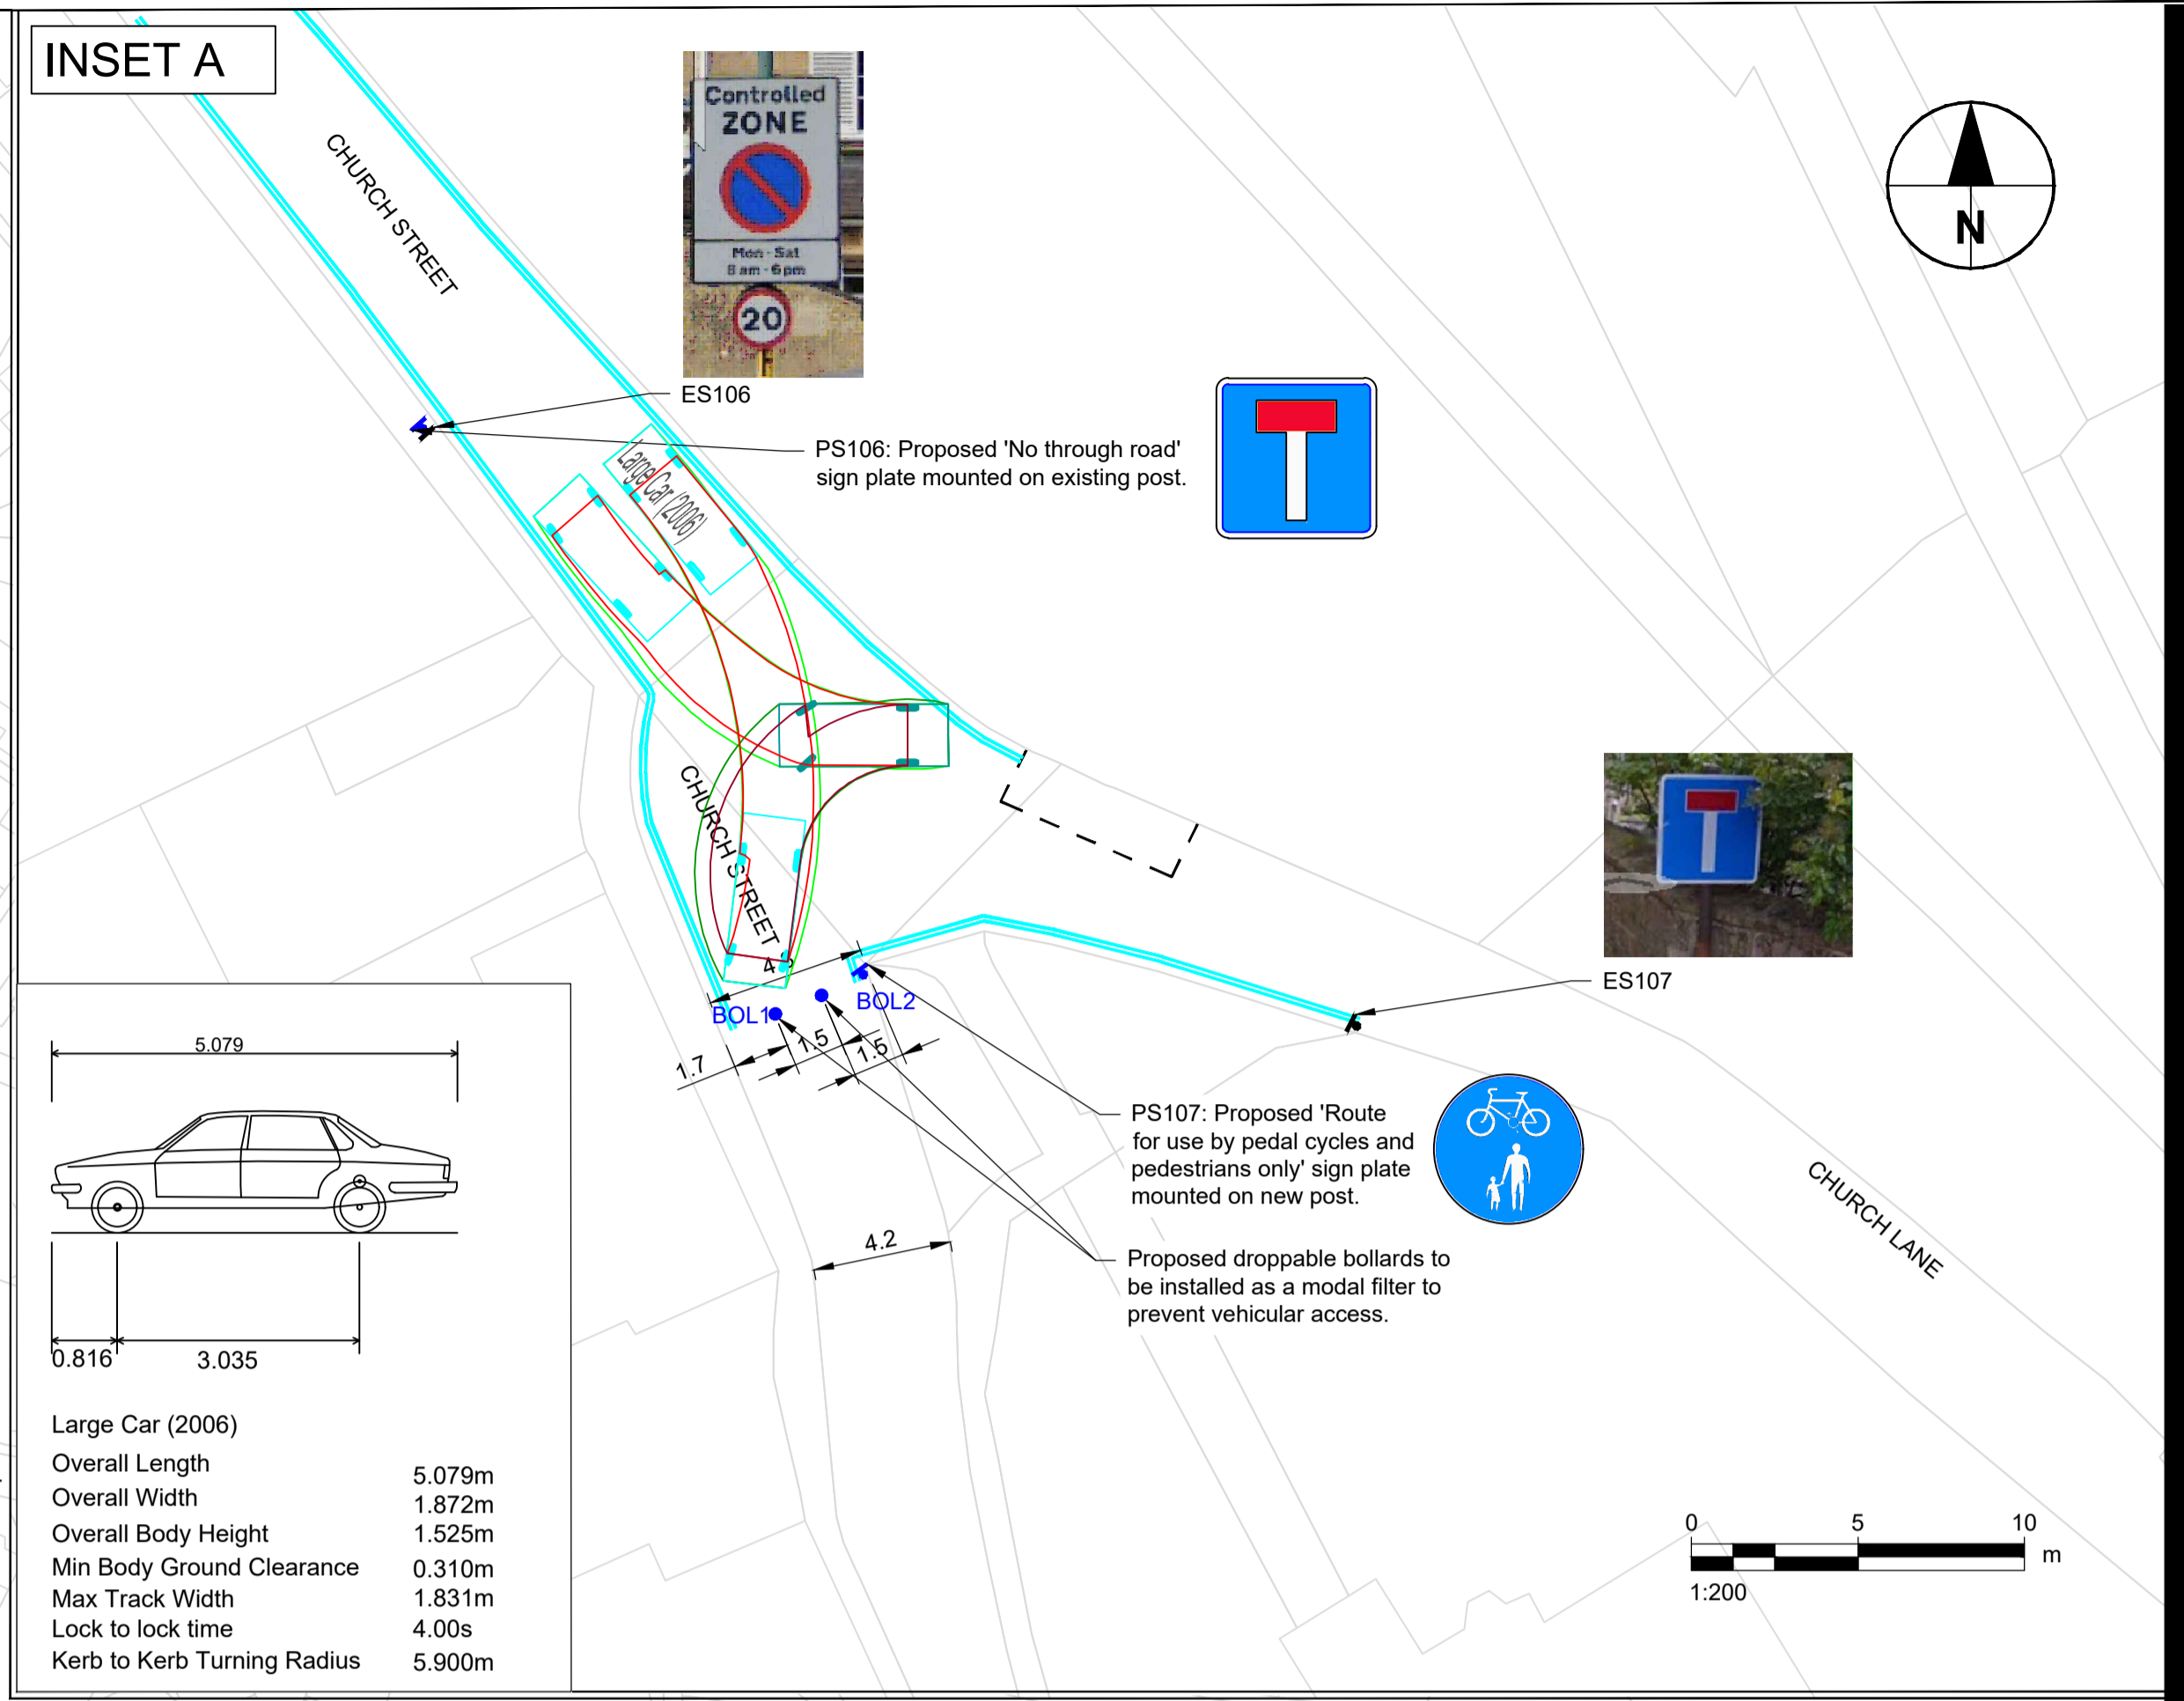 INSET A
CHURCH STREET
Controlled
ZONE
Mon - Sat
8 am - 6 pm
20
ES106
N
PS106: Proposed 'No through road'
sign plate mounted on existing post.
Large Car (2006)
CHURCH STREET
ES107
BOL1
BOL2
1.7
1.5
1.5
PS107: Proposed 'Route
for use by pedal cycles and
pedestrians only' sign plate
mounted on new post.
CHURCH LANE
4.2
Proposed droppable bollards to
be installed as a modal filter to
prevent vehicular access.
5.079
0.816
3.035
Large Car (2006)
Overall Length 5.079m
Overall Width 1.872m
Overall Body Height 1.525m
Min Body Ground Clearance 0.310m
Max Track Width 1.831m
Lock to lock time 4.00s
Kerb to Kerb Turning Radius 5.900m
0 5 10
m
1:200